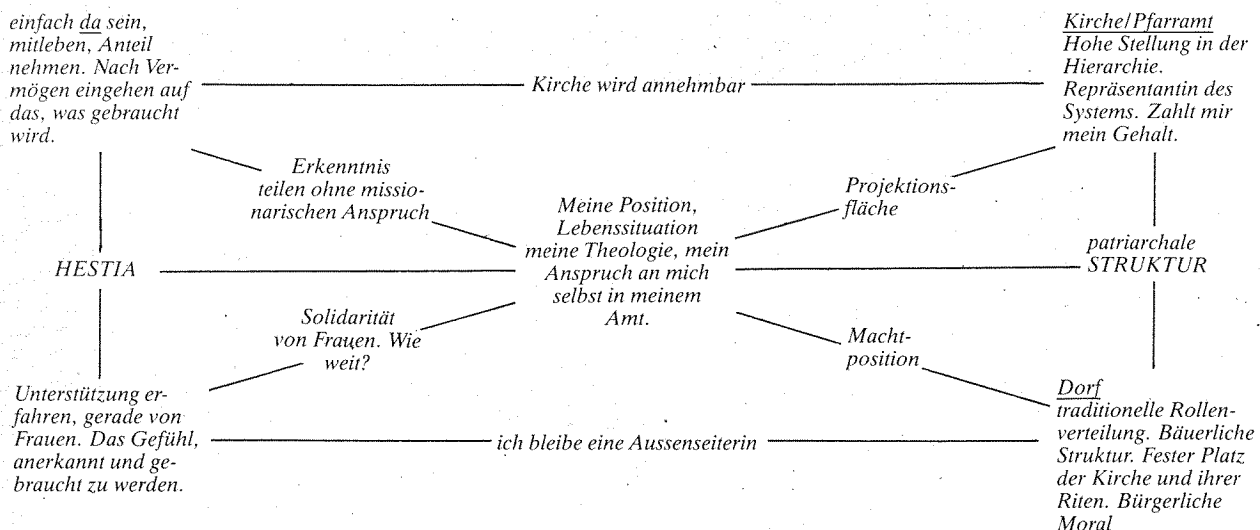 einfach da sein,
mitleben, Anteil
nehmen. Nach Ver-
mögen eingehen auf
das, was gebraucht
wird.
Kirche wird annehmbar
Kirche/Pfarramt
Hohe Stellung in der
Hierarchie.
Repräsentantin des
Systems. Zahlt mir
mein Gehalt.
Erkenntnis
teilen ohne missio-
narischen Anspruch
Projektions-
fläche
HESTIA
Meine Position,
Lebenssituation
meine Theologie, mein
Anspruch an mich
selbst in meinem
Amt.
patriarchale
STRUKTUR
Solidarität
von Frauen. Wie
weit?
Macht-
position
Unterstützung er-
fahren, gerade von
Frauen. Das Gefühl,
anerkannt und ge-
braucht zu werden.
ich bleibe eine Aussenseiterin
Dorf
traditionelle Rollen-
verteilung. Bäuerliche
Struktur. Fester Platz
der Kirche und ihrer
Riten. Bürgerliche
Moral